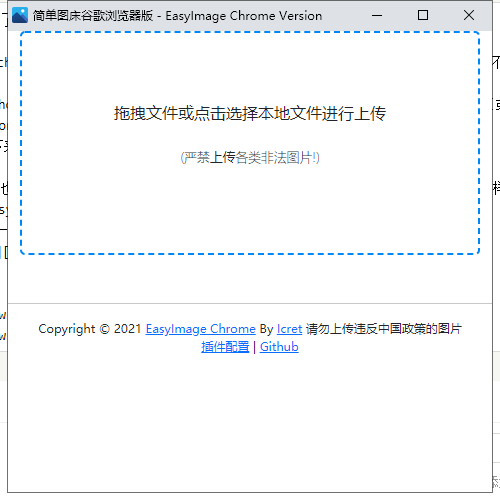 简单图床谷歌浏览器版 - EasyImage Chrome Version
拖拽文件或点击选择本地文件进行上传
(严禁上传各类非法图片!)
Copyright © 2021 EasyImage Chrome By Icret 请勿上传违反中国政策的图片
插件配置 | Github